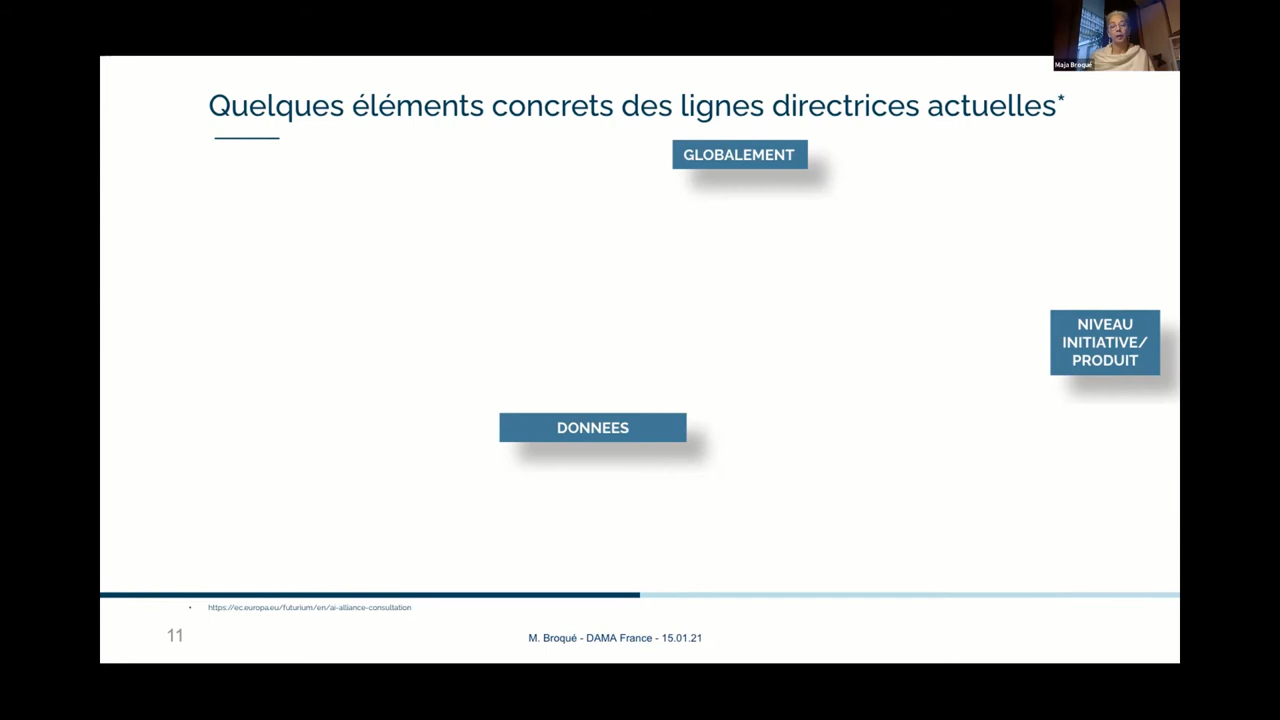 Maja Broqué
Quelques éléments concrets des lignes directrices actuelles*
GLOBALEMENT
NIVEAU
INITIATIVE/
PRODUIT
DONNEES
• https://ec.europa.eu/futurium/en/ai-alliance-consultation
11
M. Broqué - DAMA France - 15.01.21